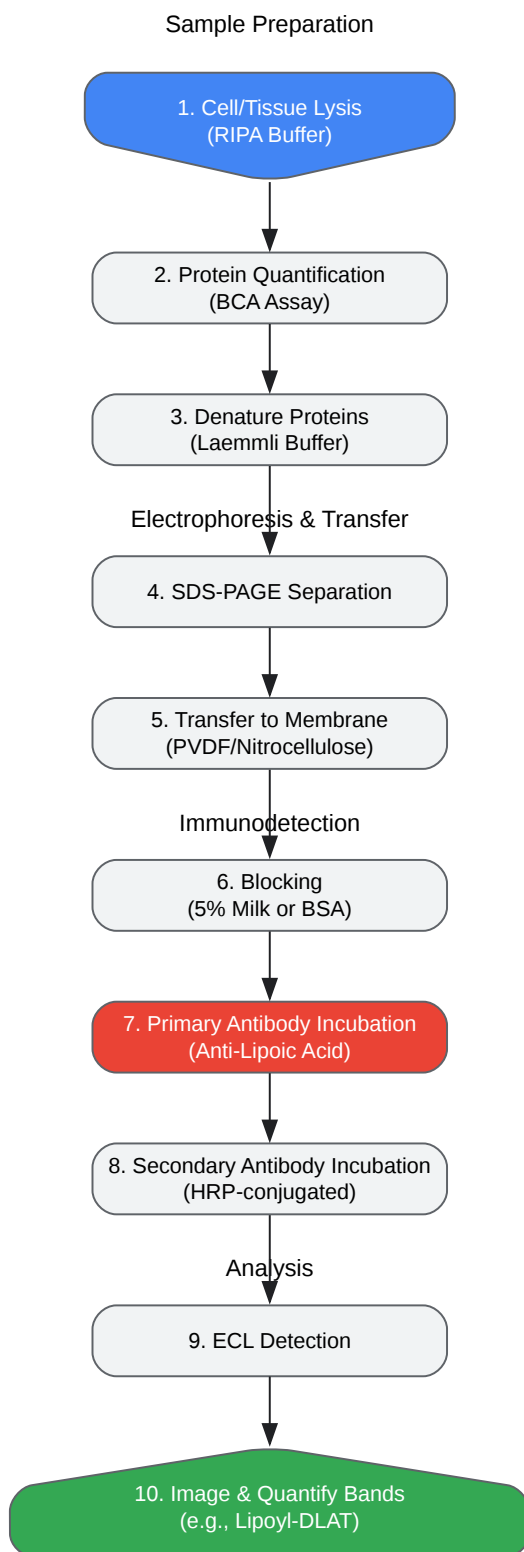 Sample Preparation
1. Cell/Tissue Lysis
(RIPA Buffer)
2. Protein Quantification
(BCA Assay)
3. Denature Proteins
(Laemmli Buffer)
Electrophoresis & Transfer
4. SDS-PAGE Separation
5. Transfer to Membrane
(PVDF/Nitrocellulose)
Immunodetection
6. Blocking
(5% Milk or BSA)
7. Primary Antibody Incubation
(Anti-Lipoic Acid)
8. Secondary Antibody Incubation
(HRP-conjugated)
Analysis
9. ECL Detection
10. Image & Quantify Bands
(e.g., Lipoyl-DLAT)